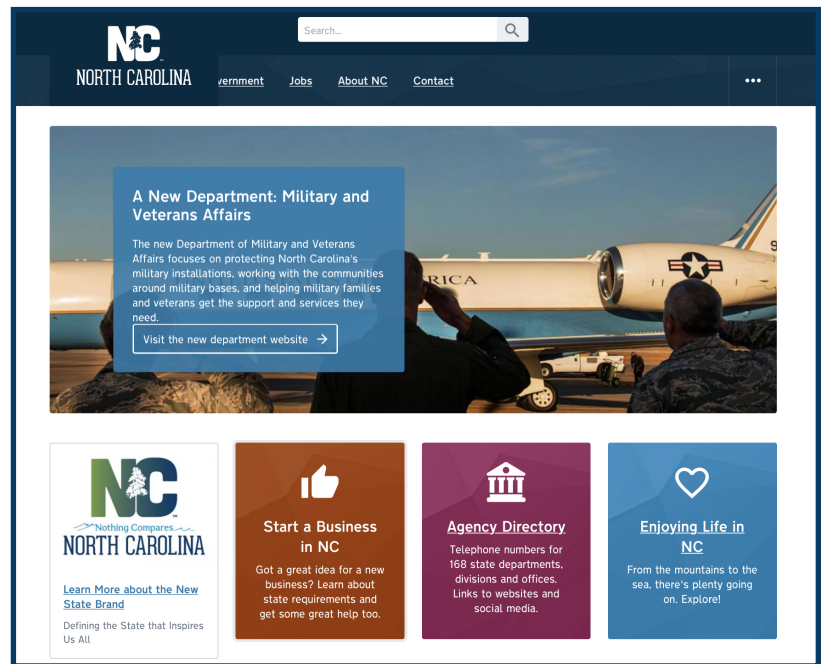 Search...
NC
NORTH CAROLINA
vernment Jobs About NC Contact
A New Department: Military and
Veterans Affairs
The new Department of Military and Veterans
Affairs focuses on protecting North Carolina's
military installations, working with the communities
around military bases, and helping military families
and veterans get the support and services they
need.
Visit the new department website
RICA
9
NC
Nothing Compares
NORTH CAROLINA
Learn More about the New
State Brand
Defining the State that Inspires
Us All
Start a Business
in NC
Got a great idea for a new
business? Learn about
state requirements and
get some great help too.
Agency Directory
Telephone numbers for
168 state departments,
divisions and offices.
Links to websites and
social media.
Enjoying Life in
NC
From the mountains to the
sea, there's plenty going
on. Explore!